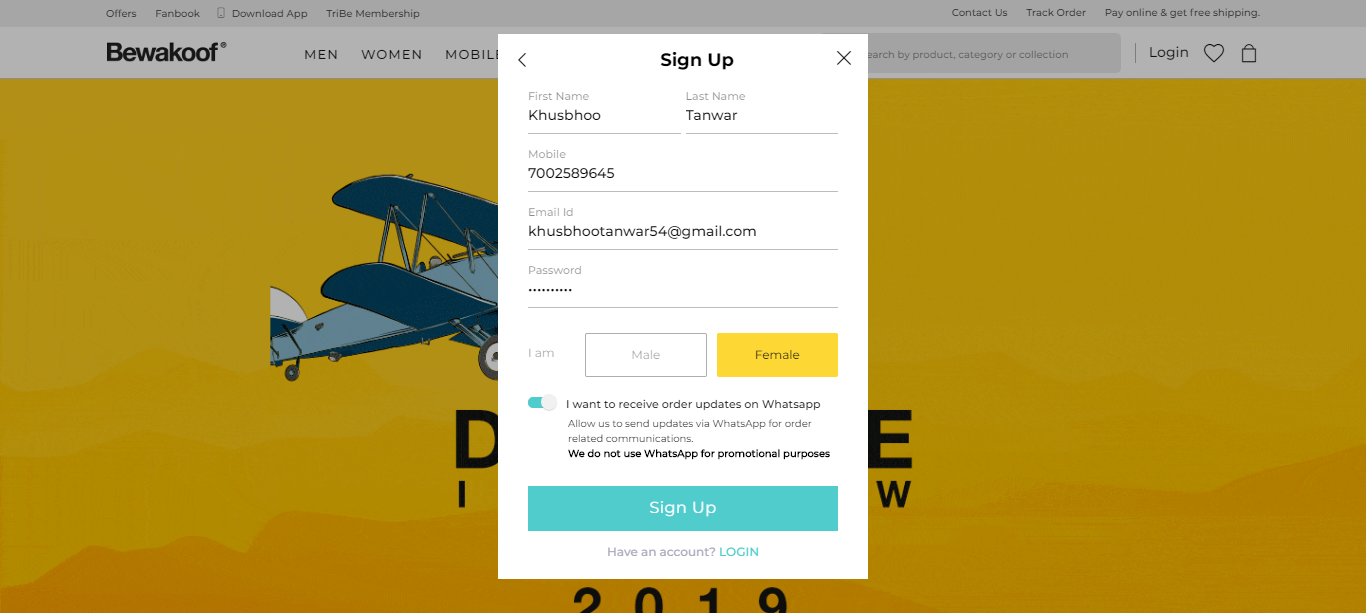 Offers Fanbook Download App TriBe Membership Contact Us Track Order Pay online & get free shipping.
Bewakoof® MEN WOMEN MOBILE earch by product, category or collection Login
Sign Up
First Name Last Name
Khusbhoo Tanwar
Mobile
7002589645
Email Id
khusbhootanwar54@gmail.com
Password
••••••••••
I am Male Female
I want to receive order updates on Whatsapp
Allow us to send updates via WhatsApp for order
related communications.
We do not use WhatsApp for promotional purposes
D E
I W
Sign Up
Have an account? LOGIN
2019